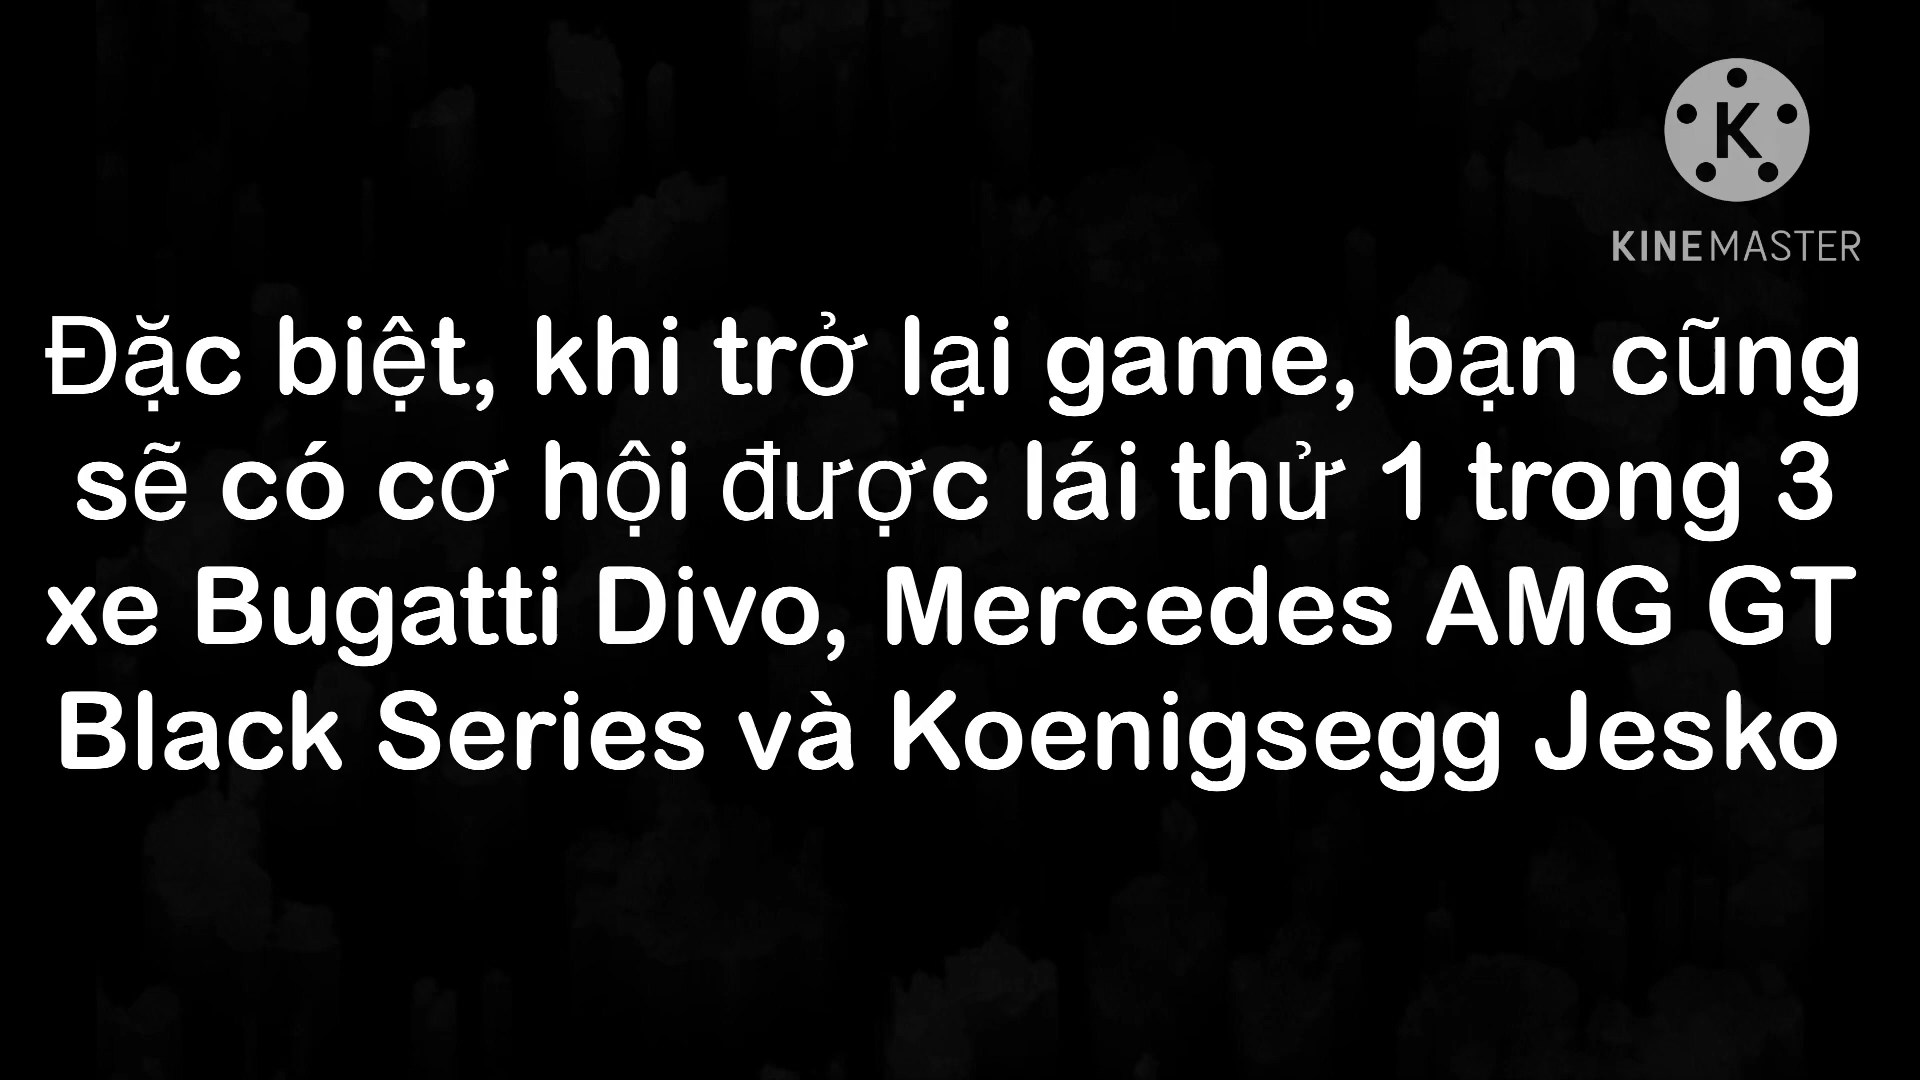 K
KINEMASTER
Đặc biệt, khi trở lại game, bạn cũng
sẽ có cơ hội được lái thử 1 trong 3
xe Bugatti Divo, Mercedes AMG GT
Black Series và Koenigsegg Jesko